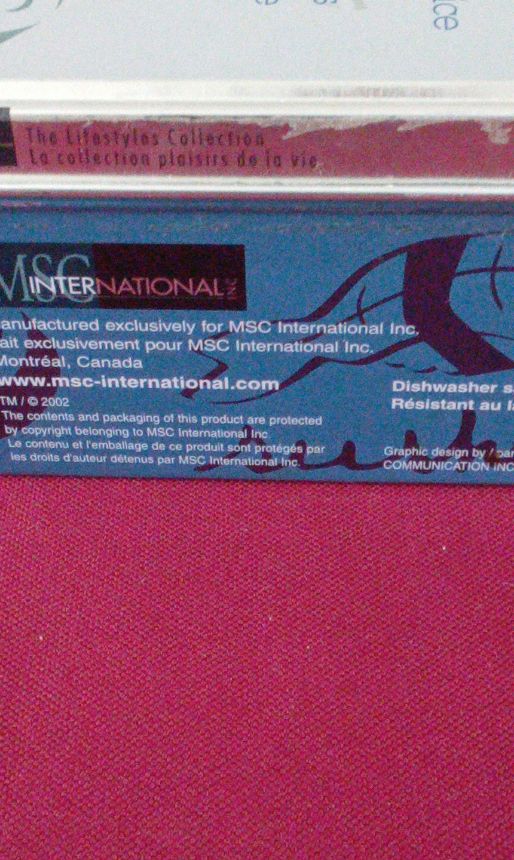 The Lifestyles Collection
La collection plaisirs de la vie
MSC
INTERNATIONAL INC
anufactured exclusively for MSC International Inc.
ait exclusivement pour MSC International Inc.
Montréal, Canada
www.msc-international.com
TM / © 2002
The contents and packaging of this product are protected
by copyright belonging to MSC International Inc
Le contenu et l'emballage de ce produit sont protégés par
les droits d'auteur détenus par MSC International Inc.
Dishwasher s
Résistant au la
Graphic design by / par
COMMUNICATION INC